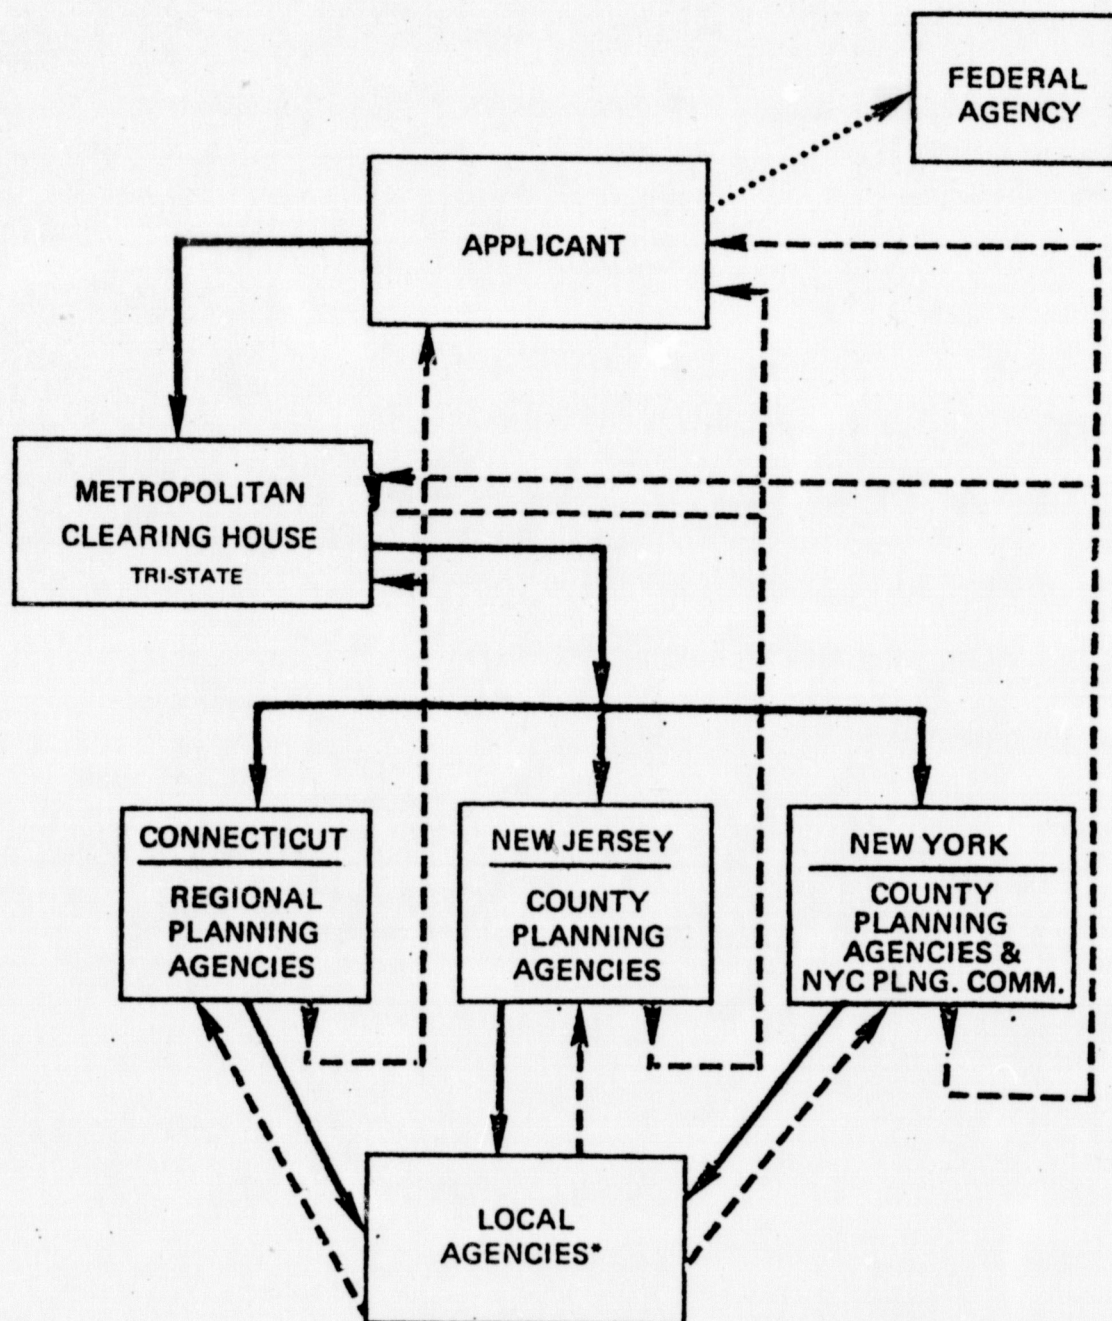 FEDERAL
AGENCY
APPLICANT
METROPOLITAN
CLEARING HOUSE
TRI-STATE
CONNECTICUT
REGIONAL
PLANNING
AGENCIES
NEW JERSEY
COUNTY
PLANNING
AGENCIES
NEW YORK
COUNTY
PLANNING
AGENCIES &
NYC PLNG. COMM.
LOCAL
AGENCIES*